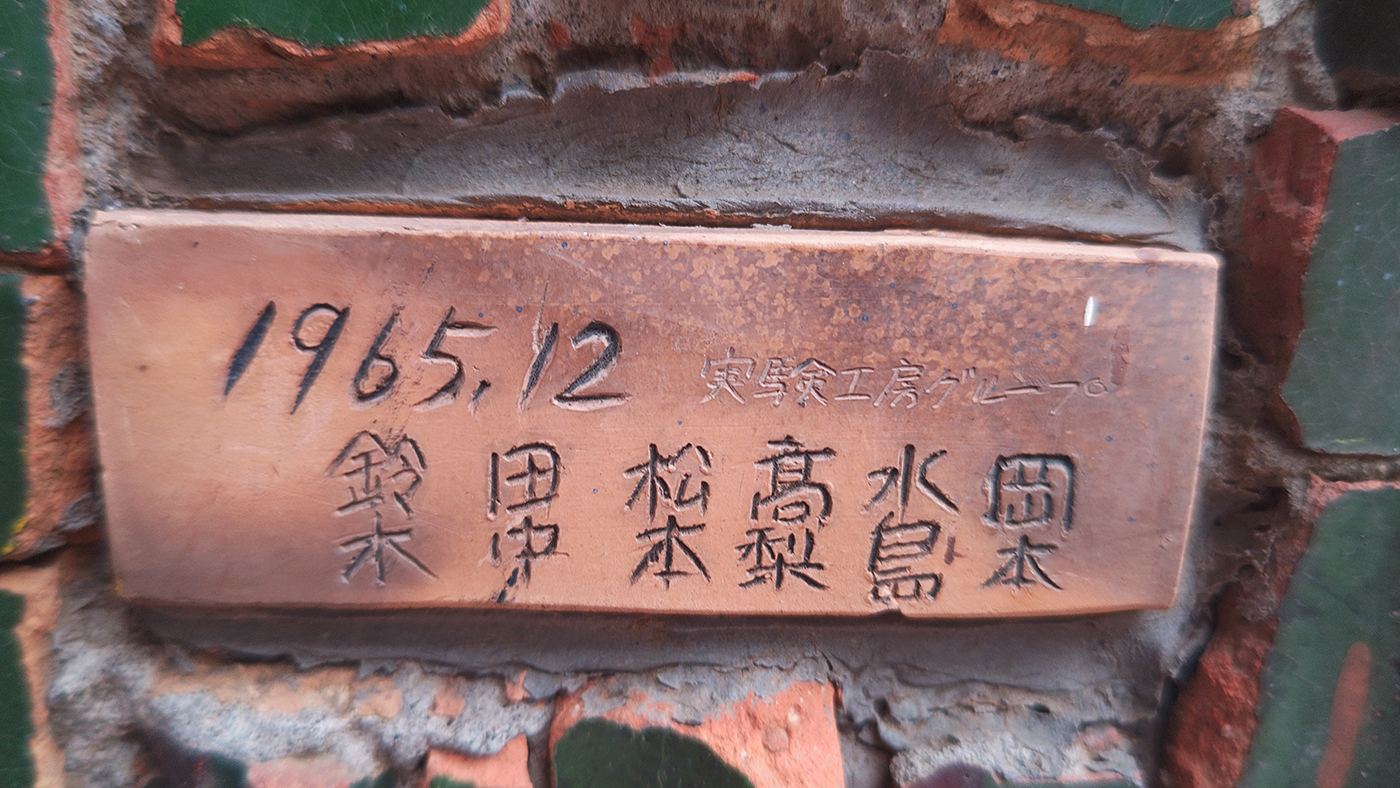 1965.12 実験工房グループ
鈴木 田中 松本 髙梨 水島 岡本